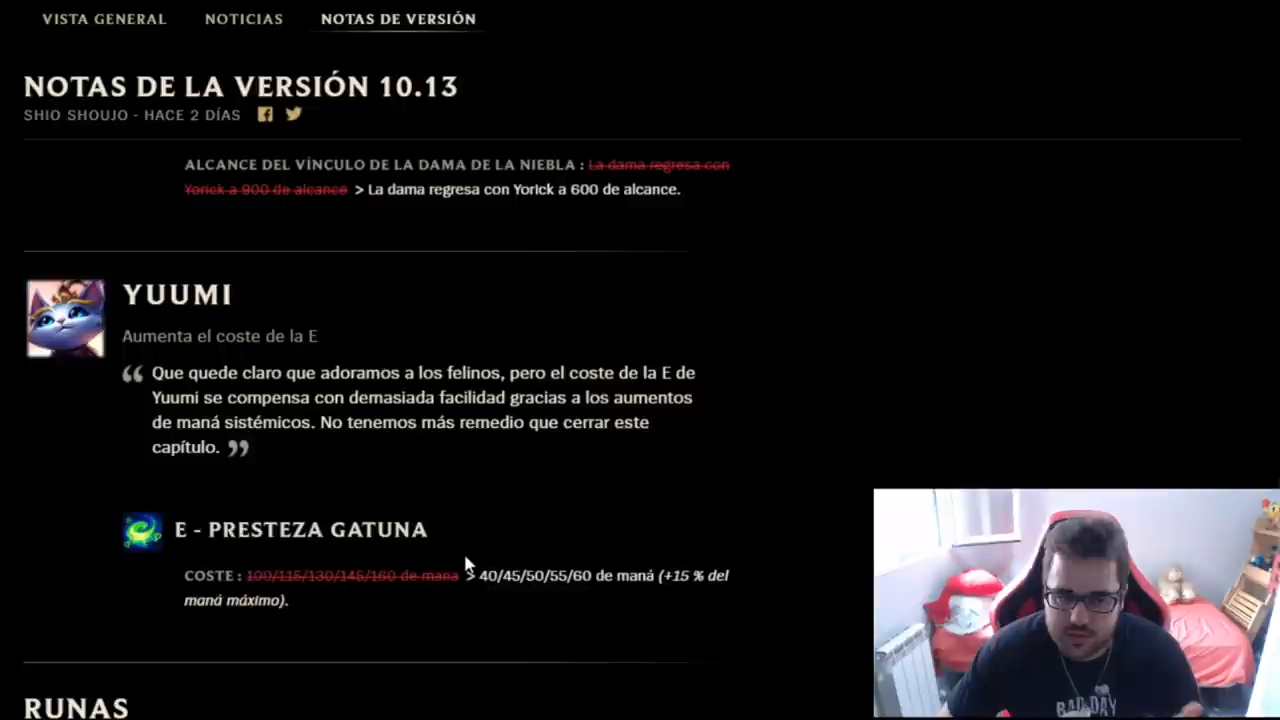 VISTA GENERAL NOTICIAS NOTAS DE VERSIÓN
NOTAS DE LA VERSIÓN 10.13
SHIO SHOUJO - HACE 2 DÍAS
ALCANCE DEL VÍNCULO DE LA DAMA DE LA NIEBLA : La dama regresa con
Yorick a 900 de alcance > La dama regresa con Yorick a 600 de alcance.
YUUMI
Aumenta el coste de la E
“ Que quede claro que adoramos a los felinos, pero el coste de la E de
Yuumi se compensa con demasiada facilidad gracias a los aumentos
de maná sistémicos. No tenemos más remedio que cerrar este
capítulo. ”
E - PRESTEZA GATUNA
COSTE : 100/115/130/145/160 de maná > 40/45/50/55/60 de maná (+15 % del
maná máximo).
RUNAS
BAD DAY